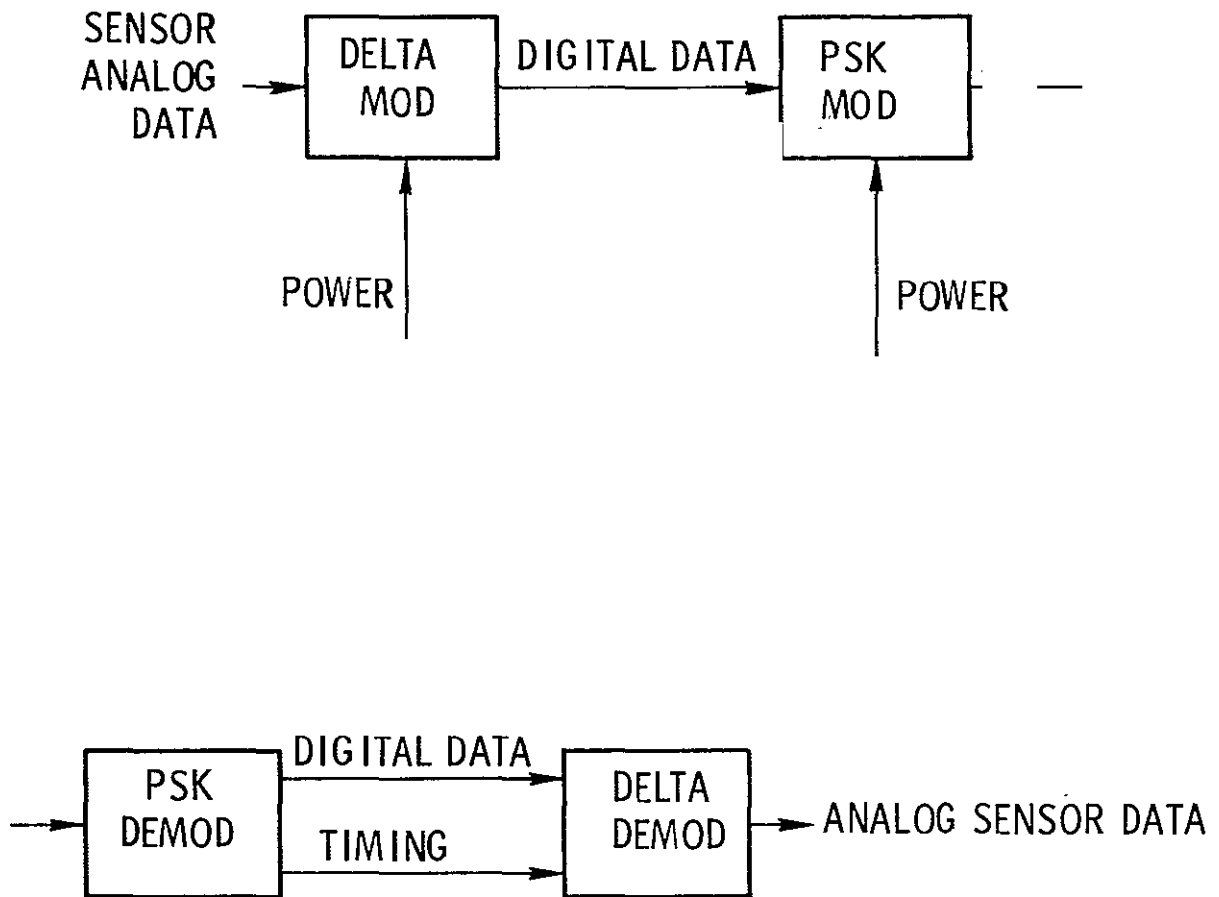 SENSOR
ANALOG
DATA
DELTA
MOD
DIGITAL DATA
PSK
MOD
POWER
POWER
PSK
DEMOD
DIGITAL DATA
TIMING
DELTA
DEMOD
ANALOG SENSOR DATA